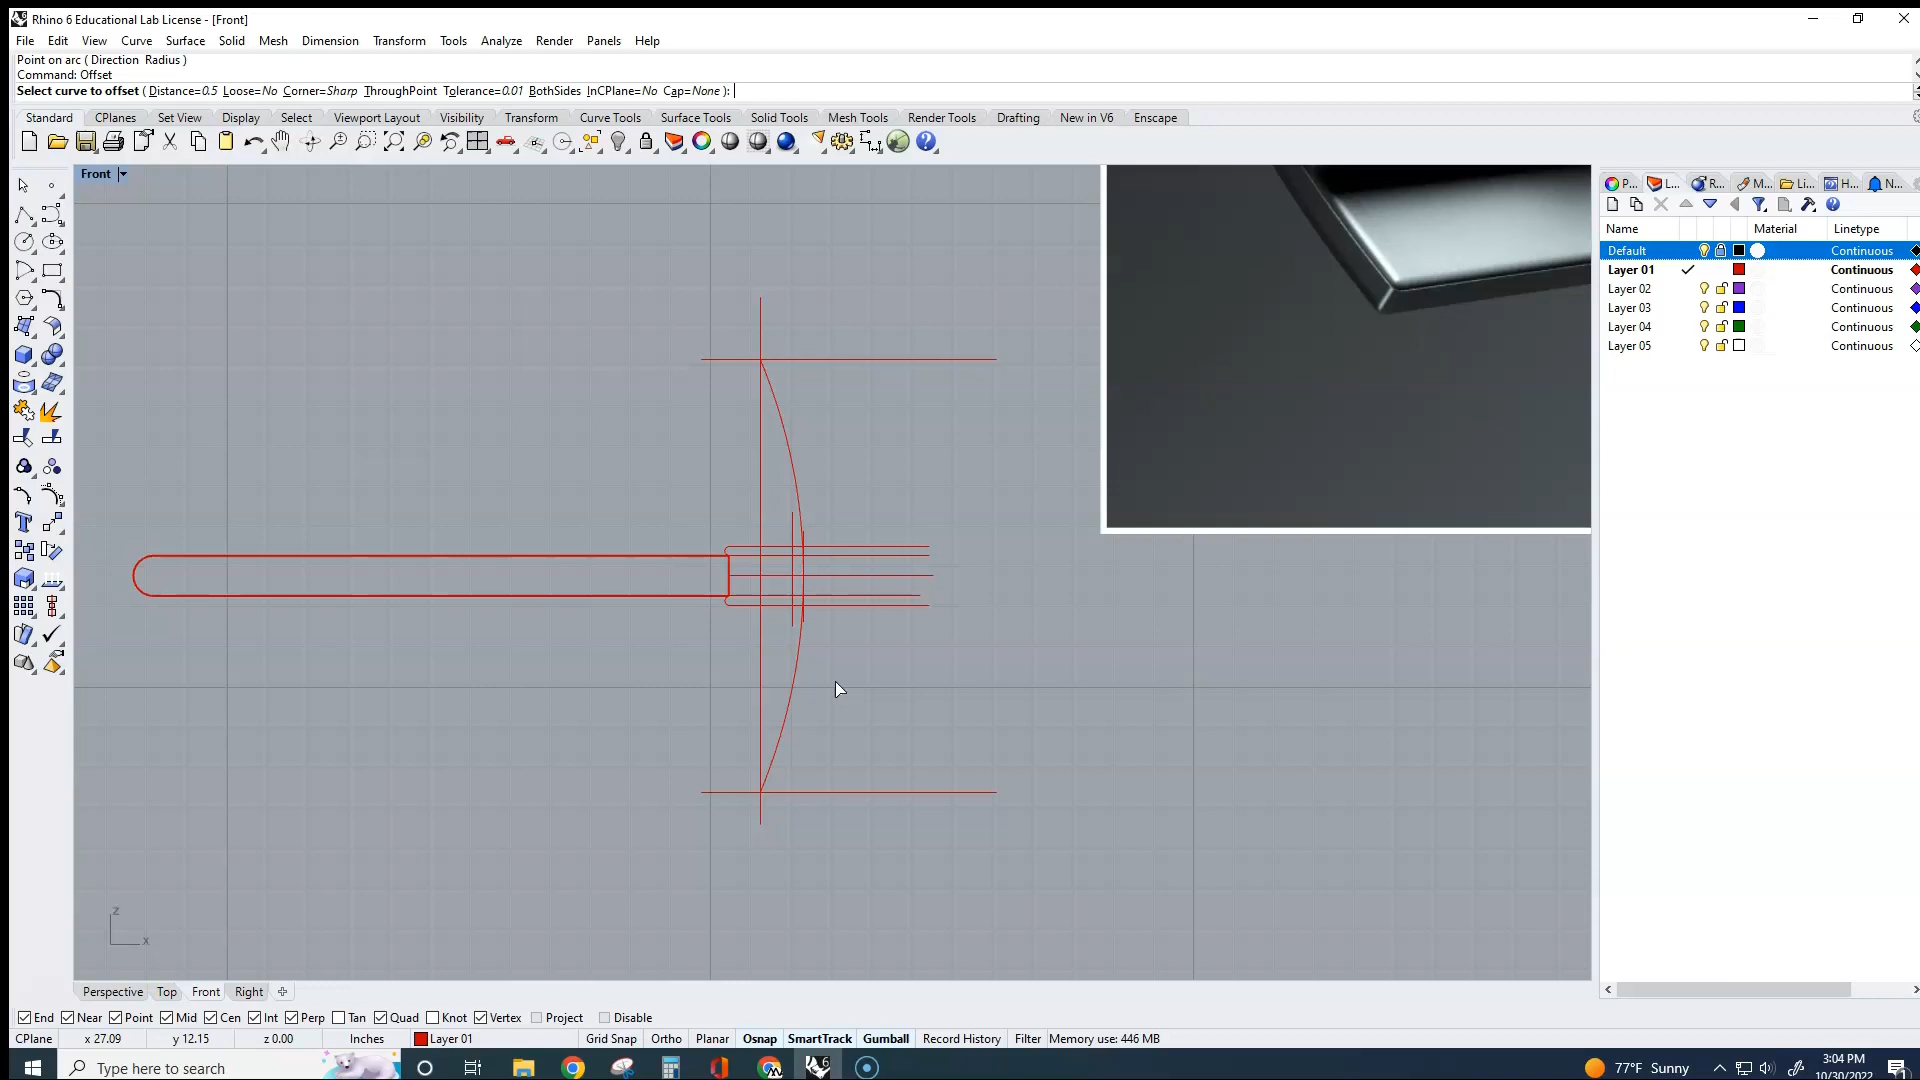 Rhino 6 Educational Lab License - [Front]
File Edit View Curve Surface Solid Mesh Dimension Transform Tools Analyze Render Panels Help
Point on arc ( Direction Radius )
Command: Offset
Select curve to offset ( Distance=0.5 Loose=No Corner=Sharp ThroughPoint Tolerance=0.01 BothSides InCPlane=No Cap=None ):
Standard CPlanes Set View Display Select Viewport Layout Visibility Transform Curve Tools Surface Tools Solid Tools Mesh Tools Render Tools Drafting New in V6 Enscape
Front
P... L... R... M... Li... H... N...
Name Material Linetype
Default Continuous
Layer 01 Continuous
Layer 02 Continuous
Layer 03 Continuous
Layer 04 Continuous
Layer 05 Continuous
z
x
Perspective Top Front Right
End Near Point Mid Cen Int Perp Tan Quad Knot Vertex Project Disable
CPlane x 27.09 y 12.15 z 0.00 Inches Layer 01 Grid Snap Ortho Planar Osnap SmartTrack Gumball Record History Filter Memory use: 446 MB
Type here to search
77°F Sunny
3:04 PM
10/30/2022